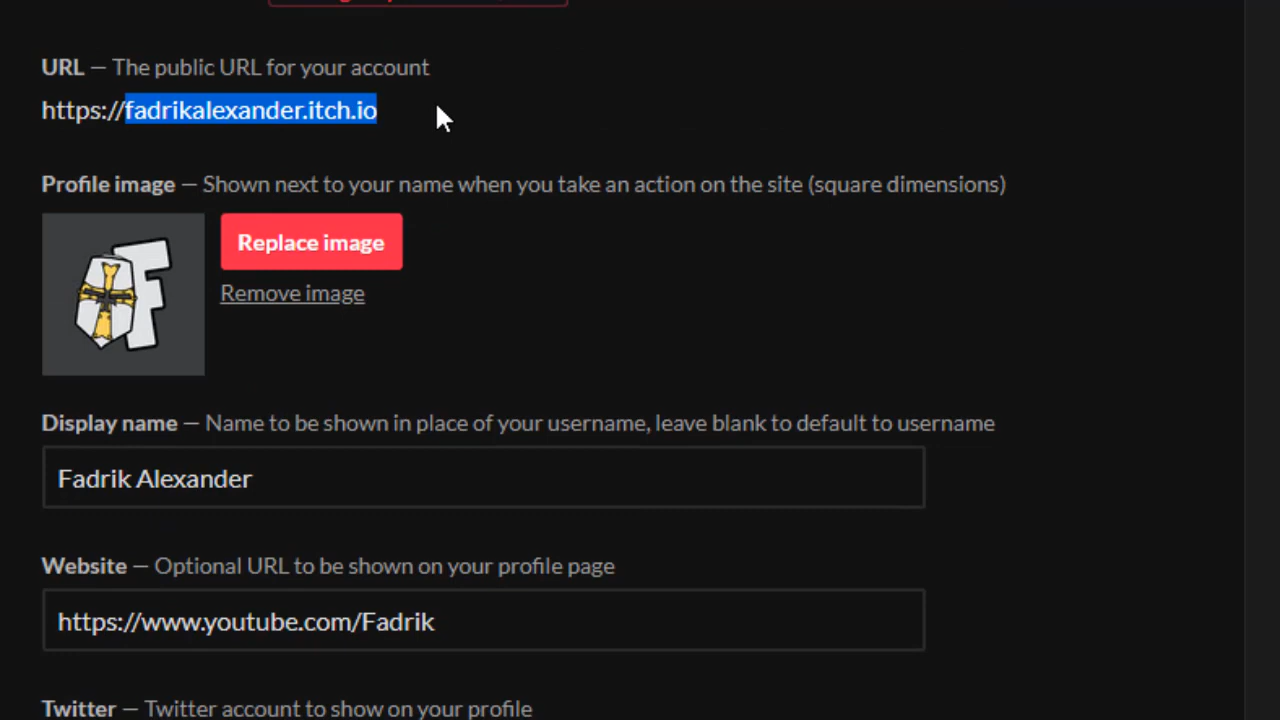 URL — The public URL for your account
https://fadrikalexander.itch.io
Profile image — Shown next to your name when you take an action on the site (square dimensions)
F
Replace image
Remove image
Display name — Name to be shown in place of your username, leave blank to default to username
Fadrik Alexander
Website — Optional URL to be shown on your profile page
https://www.youtube.com/Fadrik
Twitter — Twitter account to show on your profile